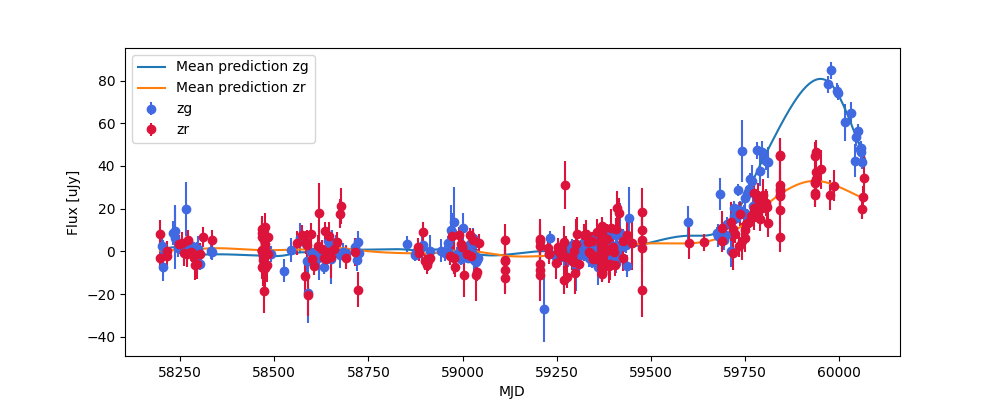 Mean prediction zg
Mean prediction zr
zg
zr
Flux [uJy]
80
60
40
20
0
−20
−40
58250
58500
58750
59000
59250
59500
59750
60000
MJD